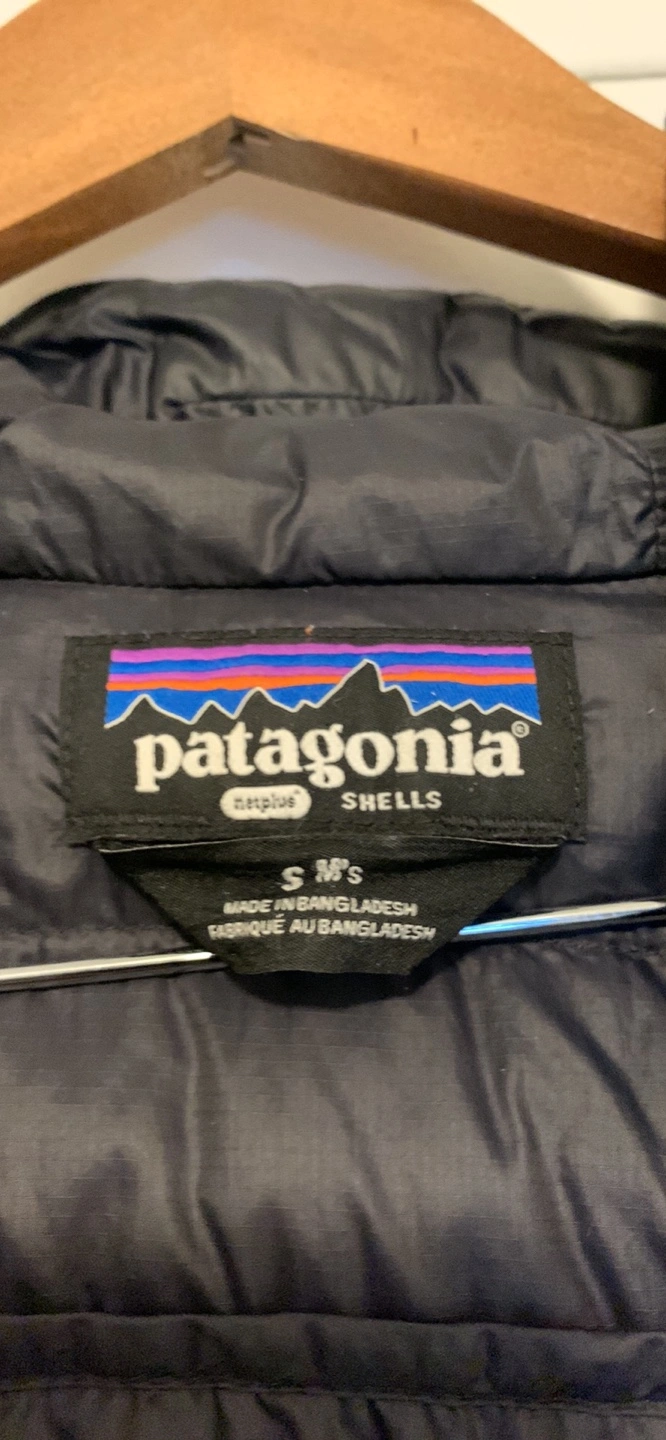 patagonia®
netplus® SHELLS
S M's
MADE IN BANGLADESH
FABRIQUÉ AU BANGLADESH